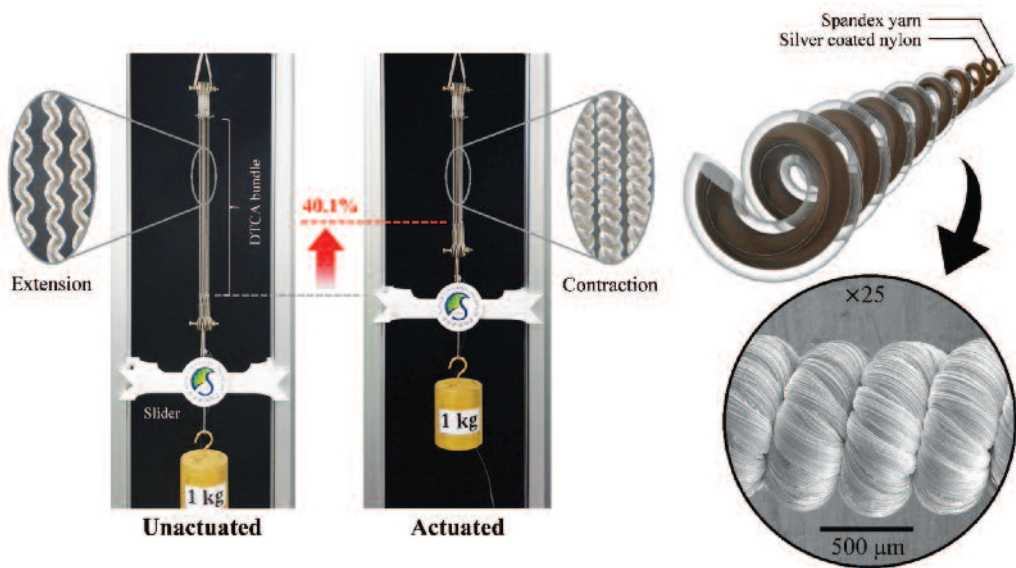 Spandex yarn
Silver coated nylon
DTCA bundle
40.1%
Extension
Contraction
×25
Slider
1 kg
1 kg
500 μm
Unactuated
Actuated